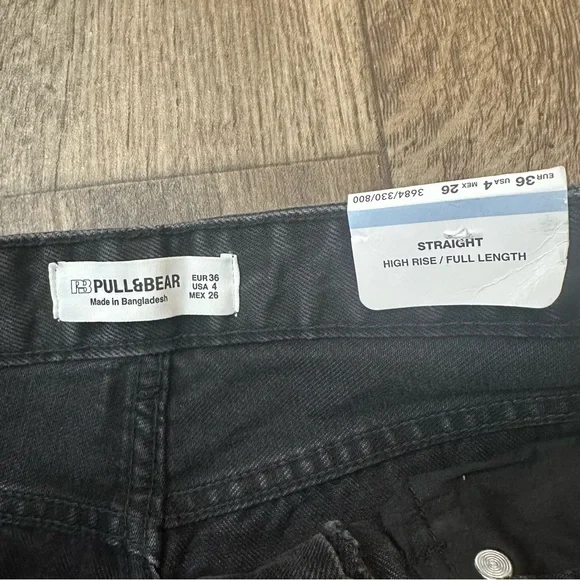 PULL&BEAR
Made in Bangladesh
EUR 36
USA 4
MEX 26
EUR 36 USA 4 MEX 26
3684/330/800
STRAIGHT
HIGH RISE / FULL LENGTH